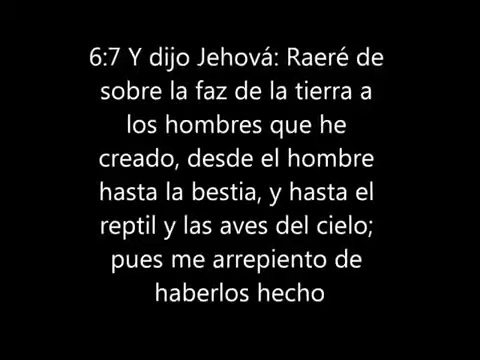 6:7 Y dijo Jehová: Raeré de
sobre la faz de la tierra a
los hombres que he
creado, desde el hombre
hasta la bestia, y hasta el
reptil y las aves del cielo;
pues me arrepiento de
haberlos hecho